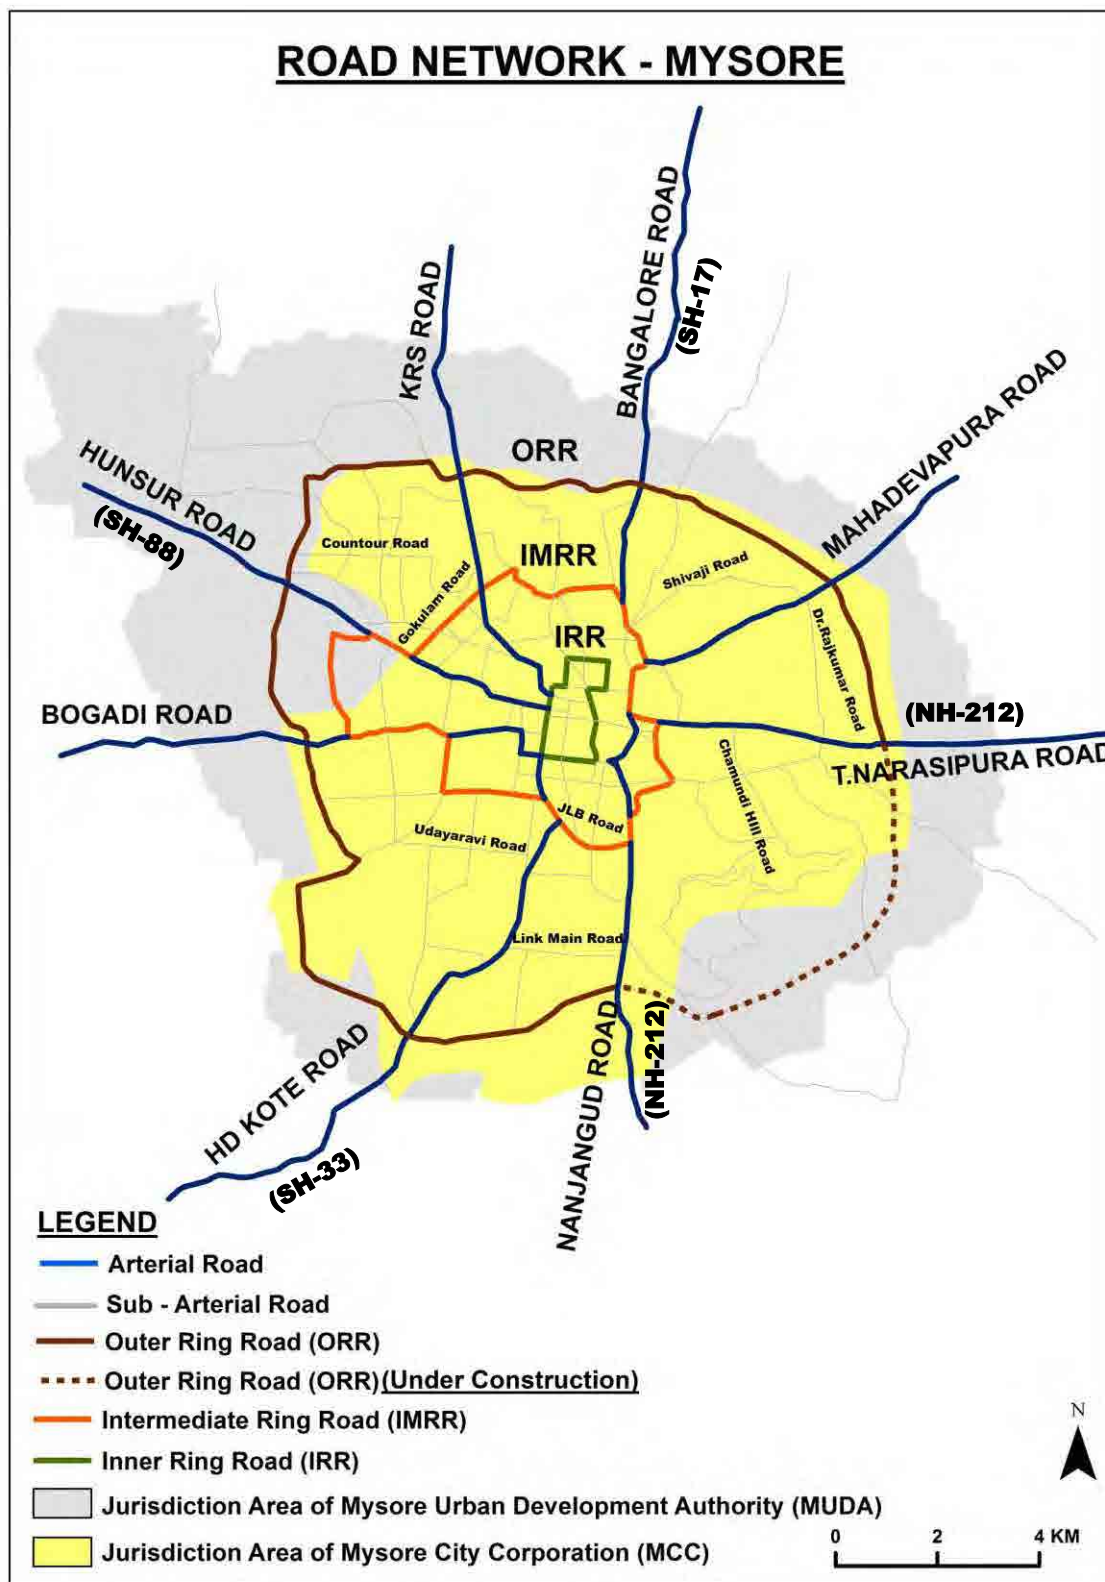 ROAD NETWORK - MYSORE
BANGALORE ROAD
(SH-17)
KRS ROAD
MAHADEVAPURA ROAD
ORR
HUNSUR ROAD
(SH-88)
Countour Road
IMRR
Gokulam Road
Shivaji Road
IRR
Dr.Rajkumar Road
BOGADI ROAD
(NH-212)
T.NARASIPURA ROAD
Chamundi Hill Road
JLB Road
Udayaravi Road
Link Main Road
HD KOTE ROAD
(SH-33)
NANJANGUD ROAD
(NH-212)
LEGEND
Arterial Road
Sub - Arterial Road
Outer Ring Road (ORR)
Outer Ring Road (ORR)(Under Construction)
Intermediate Ring Road (IMRR)
Inner Ring Road (IRR)
Jurisdiction Area of Mysore Urban Development Authority (MUDA)
Jurisdiction Area of Mysore City Corporation (MCC)
N
0 2 4 KM